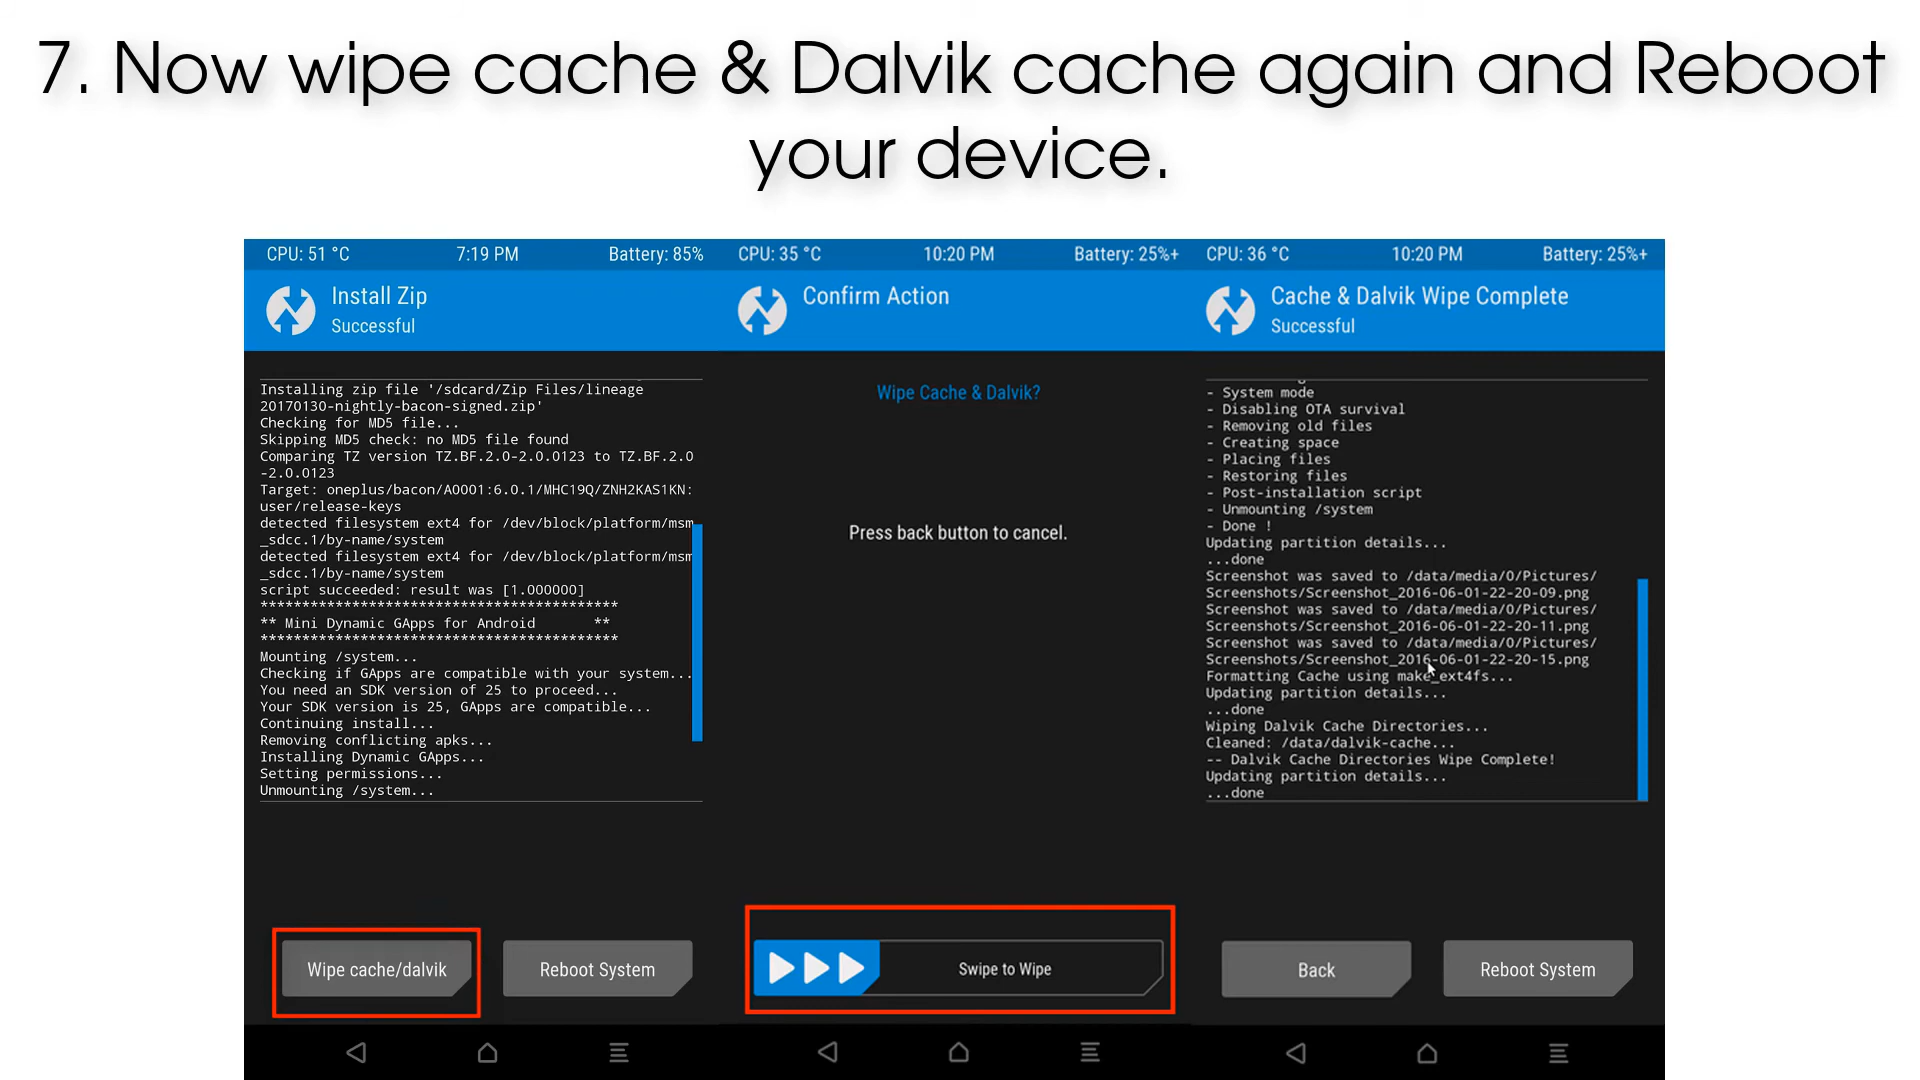 7. Now wipe cache & Dalvik cache again and Reboot
your device.
CPU: 51 °C 7:19 PM Battery: 85%
Install Zip
Successful
Installing zip file '/sdcard/Zip Files/lineage
20170130-nightly-bacon-signed.zip'
Checking for MD5 file...
Skipping MD5 check: no MD5 file found
Comparing TZ version TZ.BF.2.0-2.0.0123 to TZ.BF.2.0
-2.0.0123
Target: oneplus/bacon/A0001:6.0.1/MHC19Q/ZNH2KAS1KN:
user/release-keys
detected filesystem ext4 for /dev/block/platform/msm
_sdcc.1/by-name/system
detected filesystem ext4 for /dev/block/platform/msm
_sdcc.1/by-name/system
script succeeded: result was [1.000000]
*******************************************
** Mini Dynamic GApps for Android **
*******************************************
Mounting /system...
Checking if GApps are compatible with your system...
You need an SDK version of 25 to proceed...
Your SDK version is 25, GApps are compatible...
Continuing install...
Removing conflicting apks...
Installing Dynamic GApps...
Setting permissions...
Unmounting /system...
Wipe cache/dalvik
Reboot System
CPU: 35 °C 10:20 PM Battery: 25%+
Confirm Action
Wipe Cache & Dalvik?
Press back button to cancel.
Swipe to Wipe
CPU: 36 °C 10:20 PM Battery: 25%+
Cache & Dalvik Wipe Complete
Successful
- System mode
- Disabling OTA survival
- Removing old files
- Creating space
- Placing files
- Restoring files
- Post-installation script
- Unmounting /system
- Done !
Updating partition details...
...done
Screenshot was saved to /data/media/0/Pictures/
Screenshots/Screenshot_2016-06-01-22-20-09.png
Screenshot was saved to /data/media/0/Pictures/
Screenshots/Screenshot_2016-06-01-22-20-11.png
Screenshot was saved to /data/media/0/Pictures/
Screenshots/Screenshot_2016-06-01-22-20-15.png
Formatting Cache using make_ext4fs...
Updating partition details...
...done
Wiping Dalvik Cache Directories...
Cleaned: /data/dalvik-cache...
-- Dalvik Cache Directories Wipe Complete!
Updating partition details...
...done
Back
Reboot System